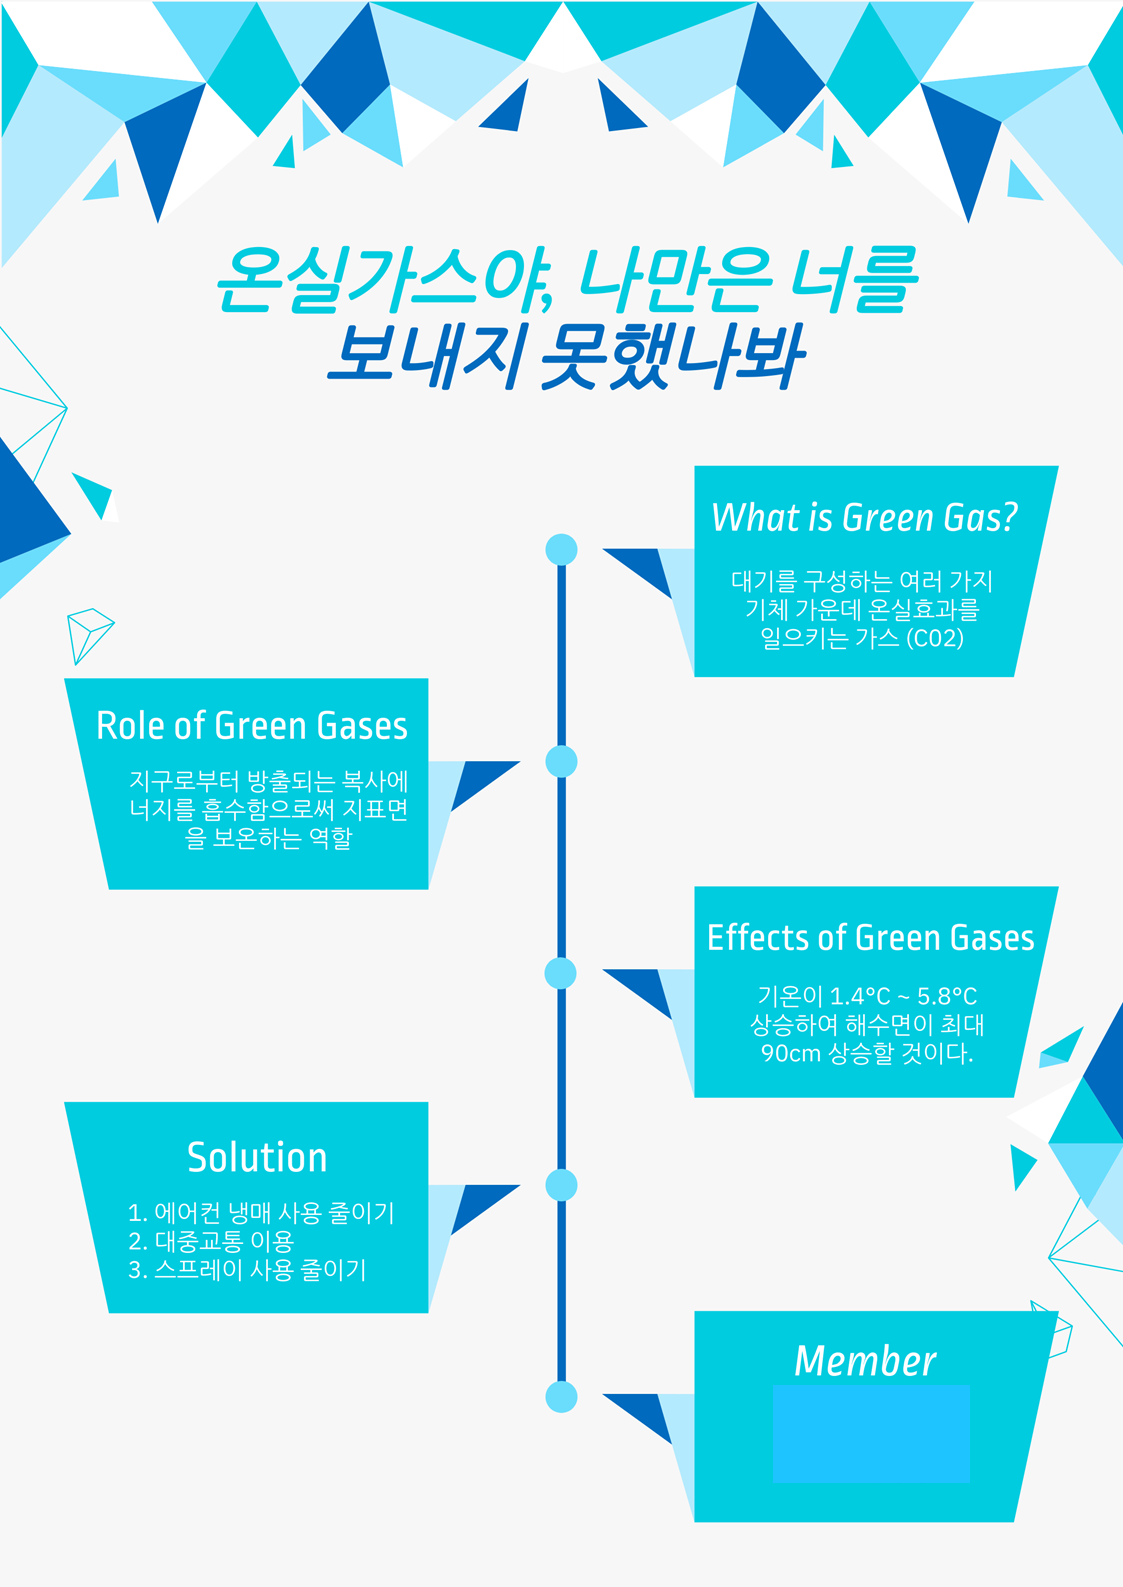 온실가스야, 나만은 너를
보내지 못했나봐
What is Green Gas?
대기를 구성하는 여러 가지
기체 가운데 온실효과를
일으키는 가스 (C02)
Role of Green Gases
지구로부터 방출되는 복사에
너지를 흡수함으로써 지표면
을 보온하는 역할
Effects of Green Gases
기온이 1.4°C ~ 5.8°C
상승하여 해수면이 최대
90cm 상승할 것이다.
Solution
1. 에어컨 냉매 사용 줄이기
2. 대중교통 이용
3. 스프레이 사용 줄이기
Member